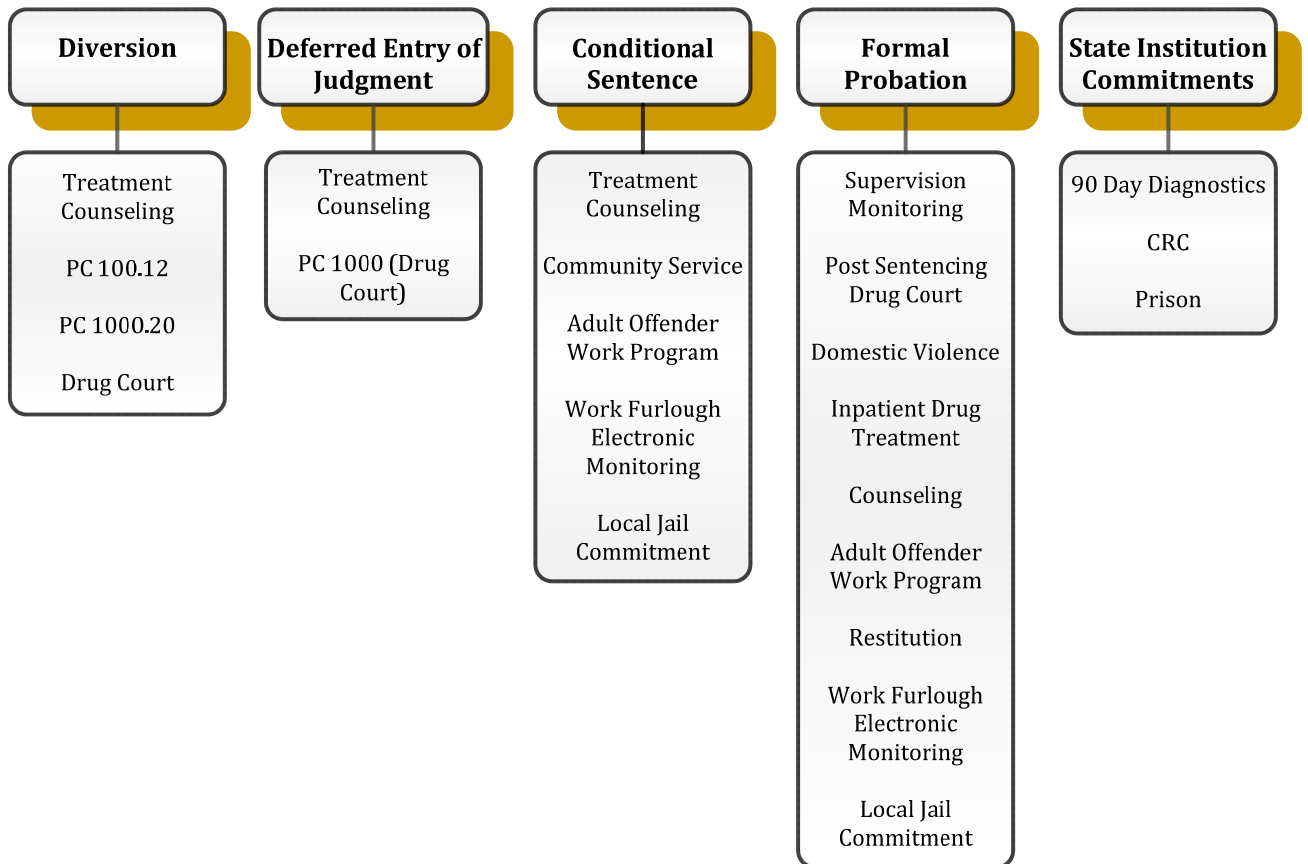 Diversion
Treatment
Counseling
PC 100.12
PC 1000.20
Drug Court
Deferred Entry of
Judgment
Treatment
Counseling
PC 1000 (Drug
Court)
Conditional
Sentence
Treatment
Counseling
Community Service
Adult Offender
Work Program
Work Furlough
Electronic
Monitoring
Local Jail
Commitment
Formal
Probation
Supervision
Monitoring
Post Sentencing
Drug Court
Domestic Violence
Inpatient Drug
Treatment
Counseling
Adult Offender
Work Program
Restitution
Work Furlough
Electronic
Monitoring
Local Jail
Commitment
State Institution
Commitments
90 Day Diagnostics
CRC
Prison